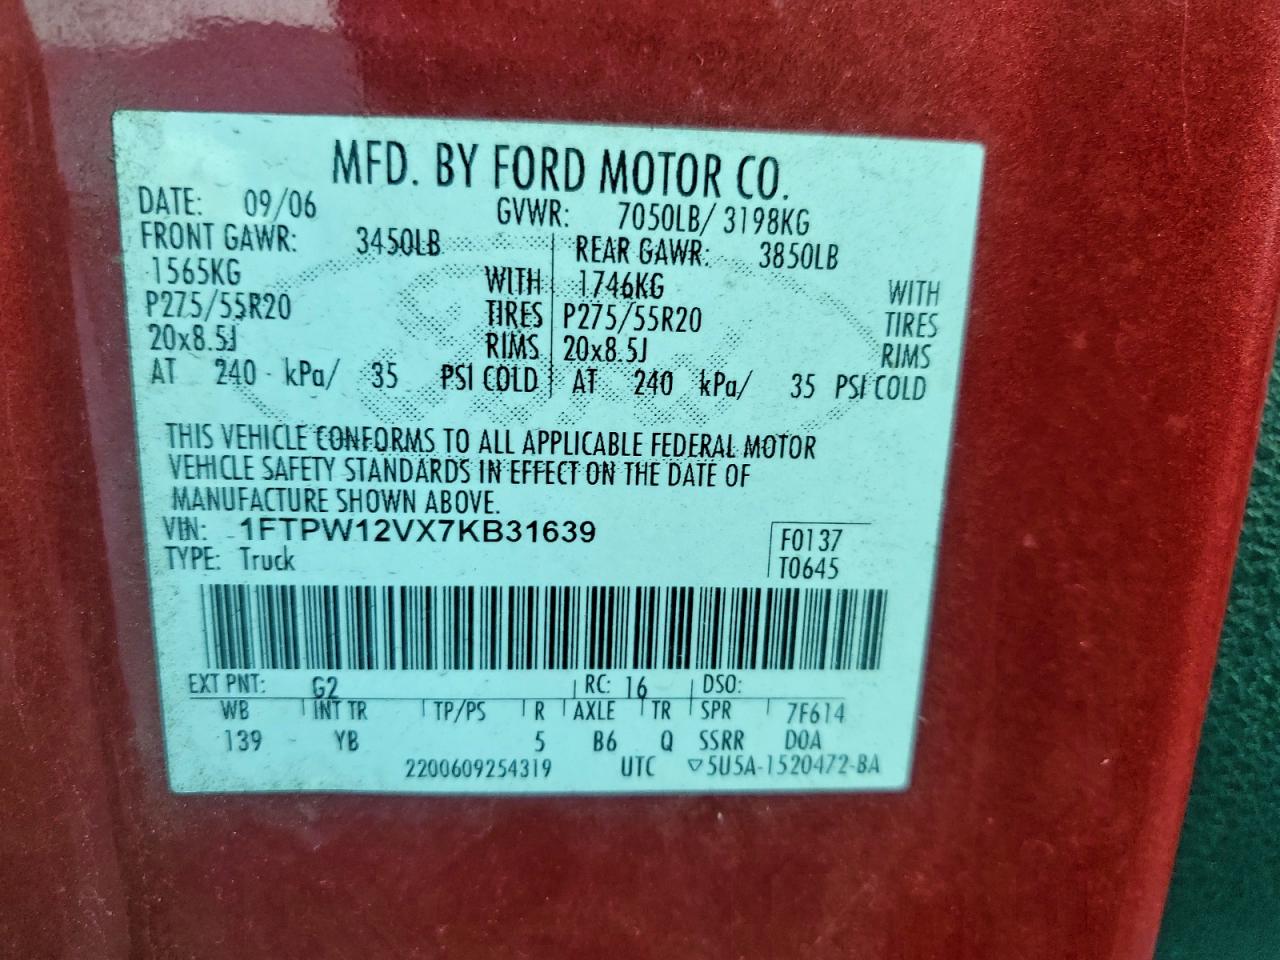 MFD. BY FORD MOTOR CO.
DATE: 09/06 GVWR: 7050LB/ 3198KG
FRONT GAWR: 3450LB REAR GAWR: 3850LB
1565KG WITH 1746KG WITH
P275/55R20 TIRES P275/55R20 TIRES
20x8.5J RIMS 20x8.5J RIMS
AT 240 kPa/ 35 PSI COLD AT 240 kPa/ 35 PSI COLD
THIS VEHICLE CONFORMS TO ALL APPLICABLE FEDERAL MOTOR
VEHICLE SAFETY STANDARDS IN EFFECT ON THE DATE OF
MANUFACTURE SHOWN ABOVE.
VIN: 1FTPW12VX7KB31639 F0137
TYPE: Truck T0645
EXT PNT: G2 RC: 16 DSO:
WB INT TR TP/PS R AXLE TR SPR 7F614
139 YB 5 B6 Q SSRR D0A
2200609254319 UTC ▽5U5A-1520472-BA